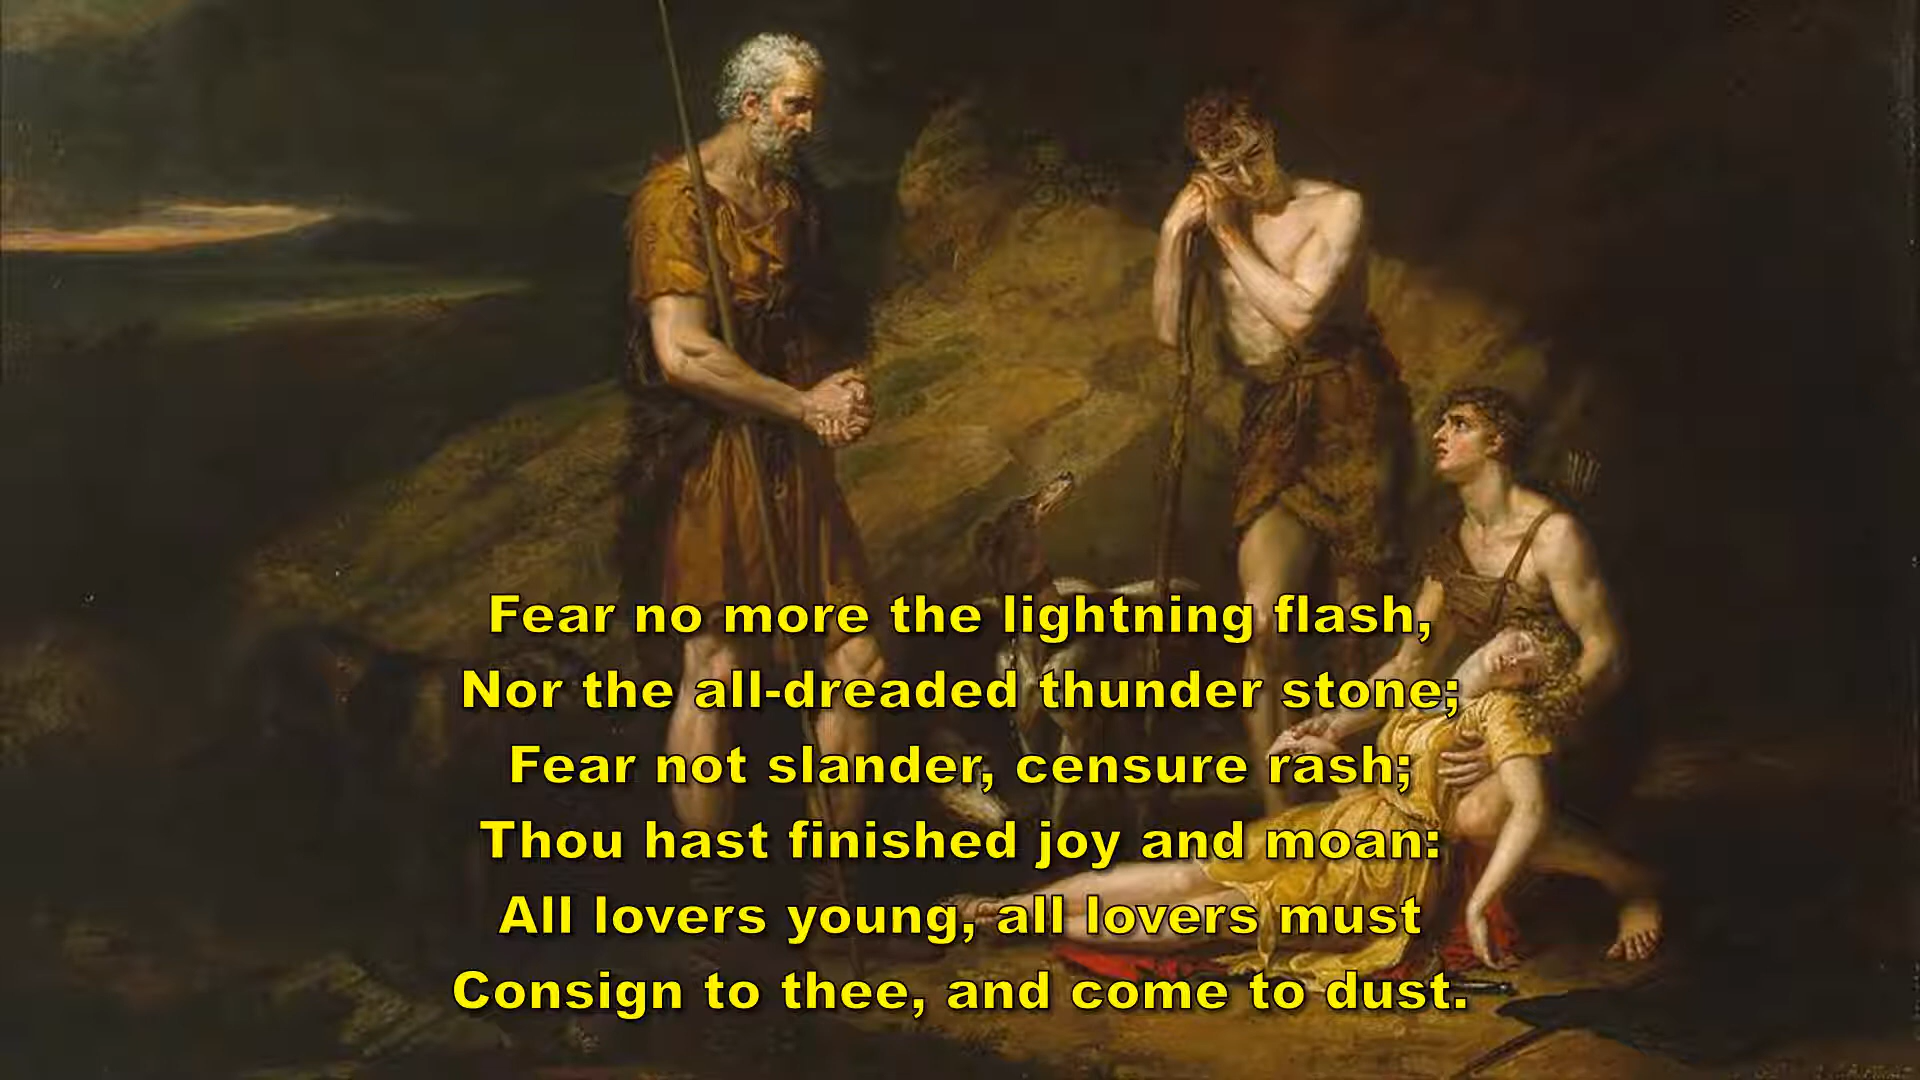 Fear no more the lightning flash,
Nor the all-dreaded thunder stone;
Fear not slander, censure rash;
Thou hast finished joy and moan:
All lovers young, all lovers must
Consign to thee, and come to dust.